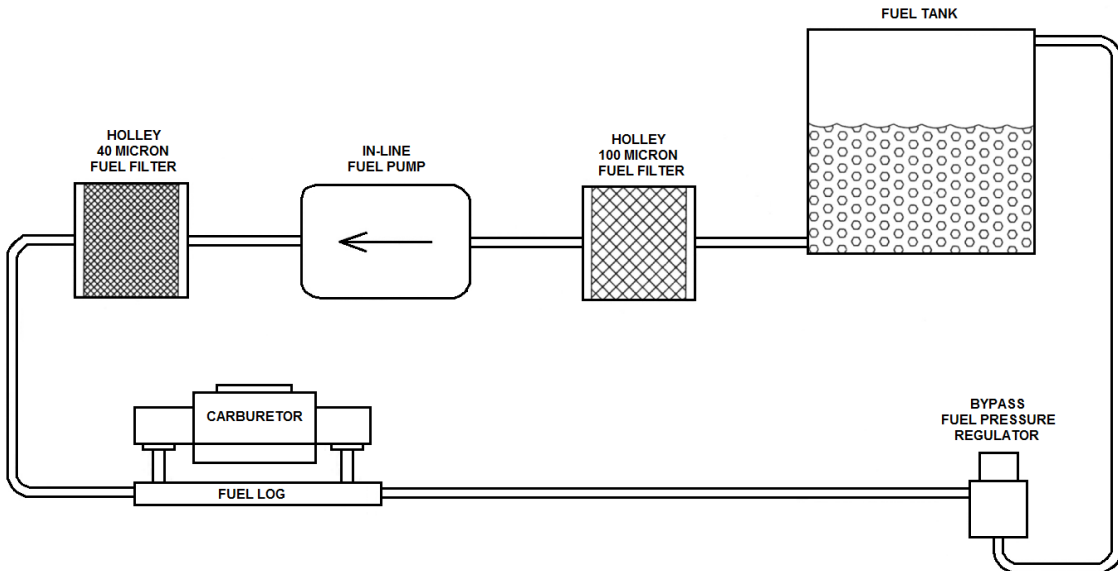 FUEL TANK
HOLLEY
40 MICRON
FUEL FILTER
IN-LINE
FUEL PUMP
HOLLEY
100 MICRON
FUEL FILTER
CARBURETOR
FUEL LOG
BYPASS
FUEL PRESSURE
REGULATOR